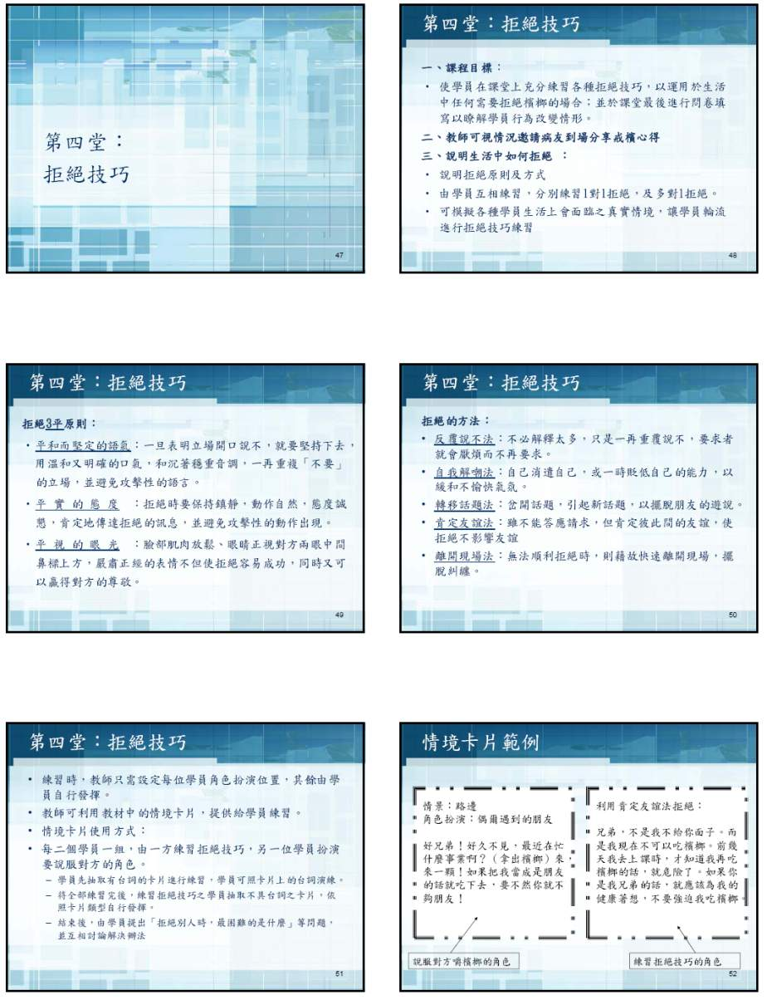 第四堂：
拒絕技巧
47
第四堂：拒絕技巧
一、課程目標：
• 使學員在課堂上充分練習各種拒絕技巧，以運用於生活
中任何需要拒絕檳榔的場合；並於課堂最後進行問卷填
寫以瞭解學員行為改變情形。
二、教師可視情況邀請病友到場分享戒檳心得
三、說明生活中如何拒絕 ：
• 說明拒絕原則及方式
• 由學員互相練習，分別練習1對1拒絕，及多對1拒絕。
• 可模擬各種學員生活上會面臨之真實情境，讓學員輪流
進行拒絕技巧練習
48
第四堂：拒絕技巧
拒絕3平原則：
• 平和而堅定的語氣：一旦表明立場開口說不，就要堅持下去，
用溫和又明確的口氣，和沉著穩重音調，一再重複「不要」
的立場，並避免攻擊性的語言。
• 平 實 的 態 度 ：拒絕時要保持鎮靜，動作自然，態度誠
懇，肯定地傳達拒絕的訊息，並避免攻擊性的動作出現。
• 平 視 的 眼 光 ：臉部肌肉放鬆、眼睛正視對方兩眼中間
鼻樑上方，嚴肅正經的表情不但使拒絕容易成功，同時又可
以贏得對方的尊敬。
49
第四堂：拒絕技巧
拒絕的方法：
• 反覆說不法：不必解釋太多，只是一再重覆說不，要求者
就會厭煩而不再要求。
• 自我解嘲法：自己消遣自己，或一時貶低自己的能力，以
緩和不愉快氣氛。
• 轉移話題法：岔開話題，引起新話題，以擺脫朋友的遊說。
• 肯定友誼法：雖不能答應請求，但肯定彼此間的友誼，使
拒絕不影響友誼
• 離開現場法：無法順利拒絕時，則藉故快速離開現場，擺
脫糾纏。
50
第四堂：拒絕技巧
• 練習時，教師只需設定每位學員角色扮演位置，其餘由學
員自行發揮。
• 教師可利用教材中的情境卡片，提供給學員練習。
• 情境卡片使用方式：
• 每二個學員一組，由一方練習拒絕技巧，另一位學員扮演
要說服對方的角色。
– 學員先抽取有台詞的卡片進行練習，學員可照卡片上的台詞演練。
– 將全部練習完後，練習拒絕技巧之學員抽取不具台詞之卡片，依
照卡片類型自行發揮。
– 結束後，由學員提出「拒絕別人時，最困難的是什麼」等問題，
並互相討論解決辦法
51
情境卡片範例
情景：路邊
角色扮演：偶爾遇到的朋友
好兄弟！好久不見，最近在忙
什麼事業啊？（拿出檳榔）來，
來一顆！如果把我當成是朋友
的話就吃下去，要不然你就不
夠朋友！
說服對方嚼檳榔的角色
利用肯定友誼法拒絕：
兄弟，不是我不給你面子。而
是我現在不可以吃檳榔。前幾
天我去上課時，才知道我再吃
檳榔的話，就危險了。如果你
是我兄弟的話，就應該為我的
健康著想，不要強迫我吃檳榔。
練習拒絕技巧的角色
52